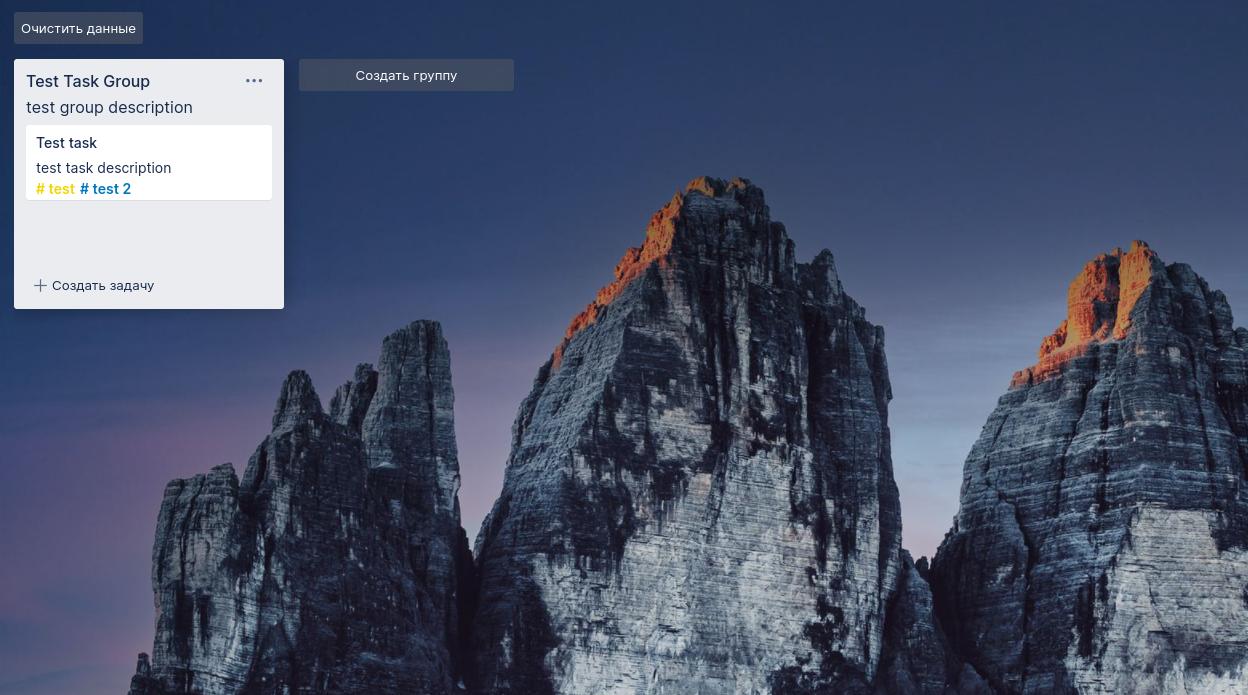 Очистить данные
Test Task Group
Создать группу
test group description
Test task
test task description
# test # test 2
Создать задачу